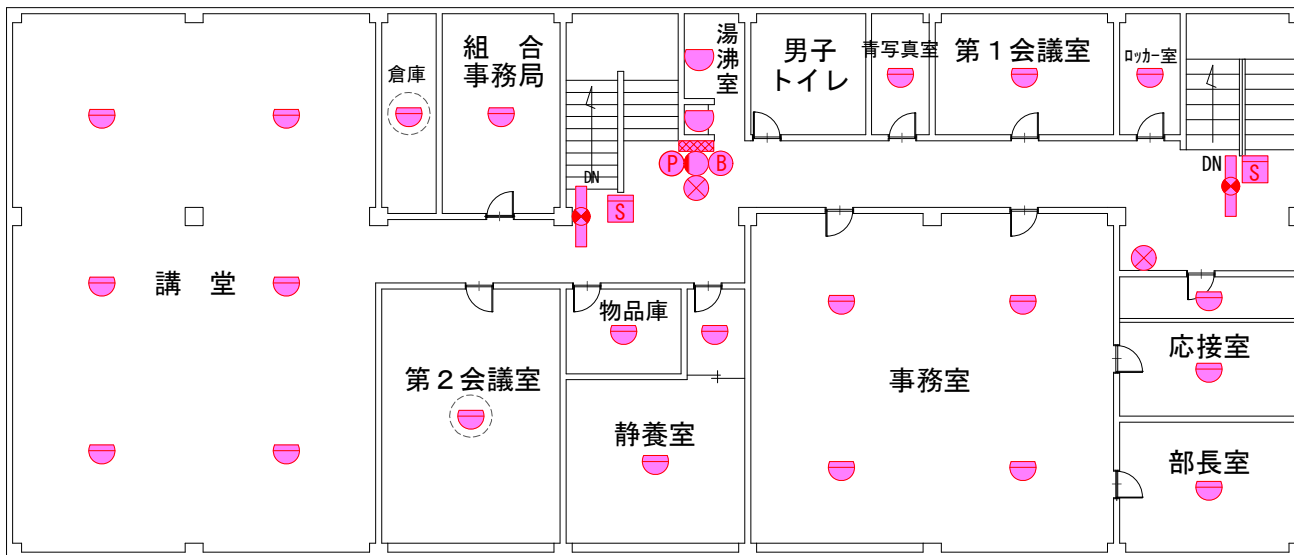 組　合
事務局
倉庫
湯沸室
男子
トイレ
青写真室
第１会議室
ロッカー室
P
B
DN
S
DN
S
講　堂
物品庫
第２会議室
静養室
事務室
応接室
部長室